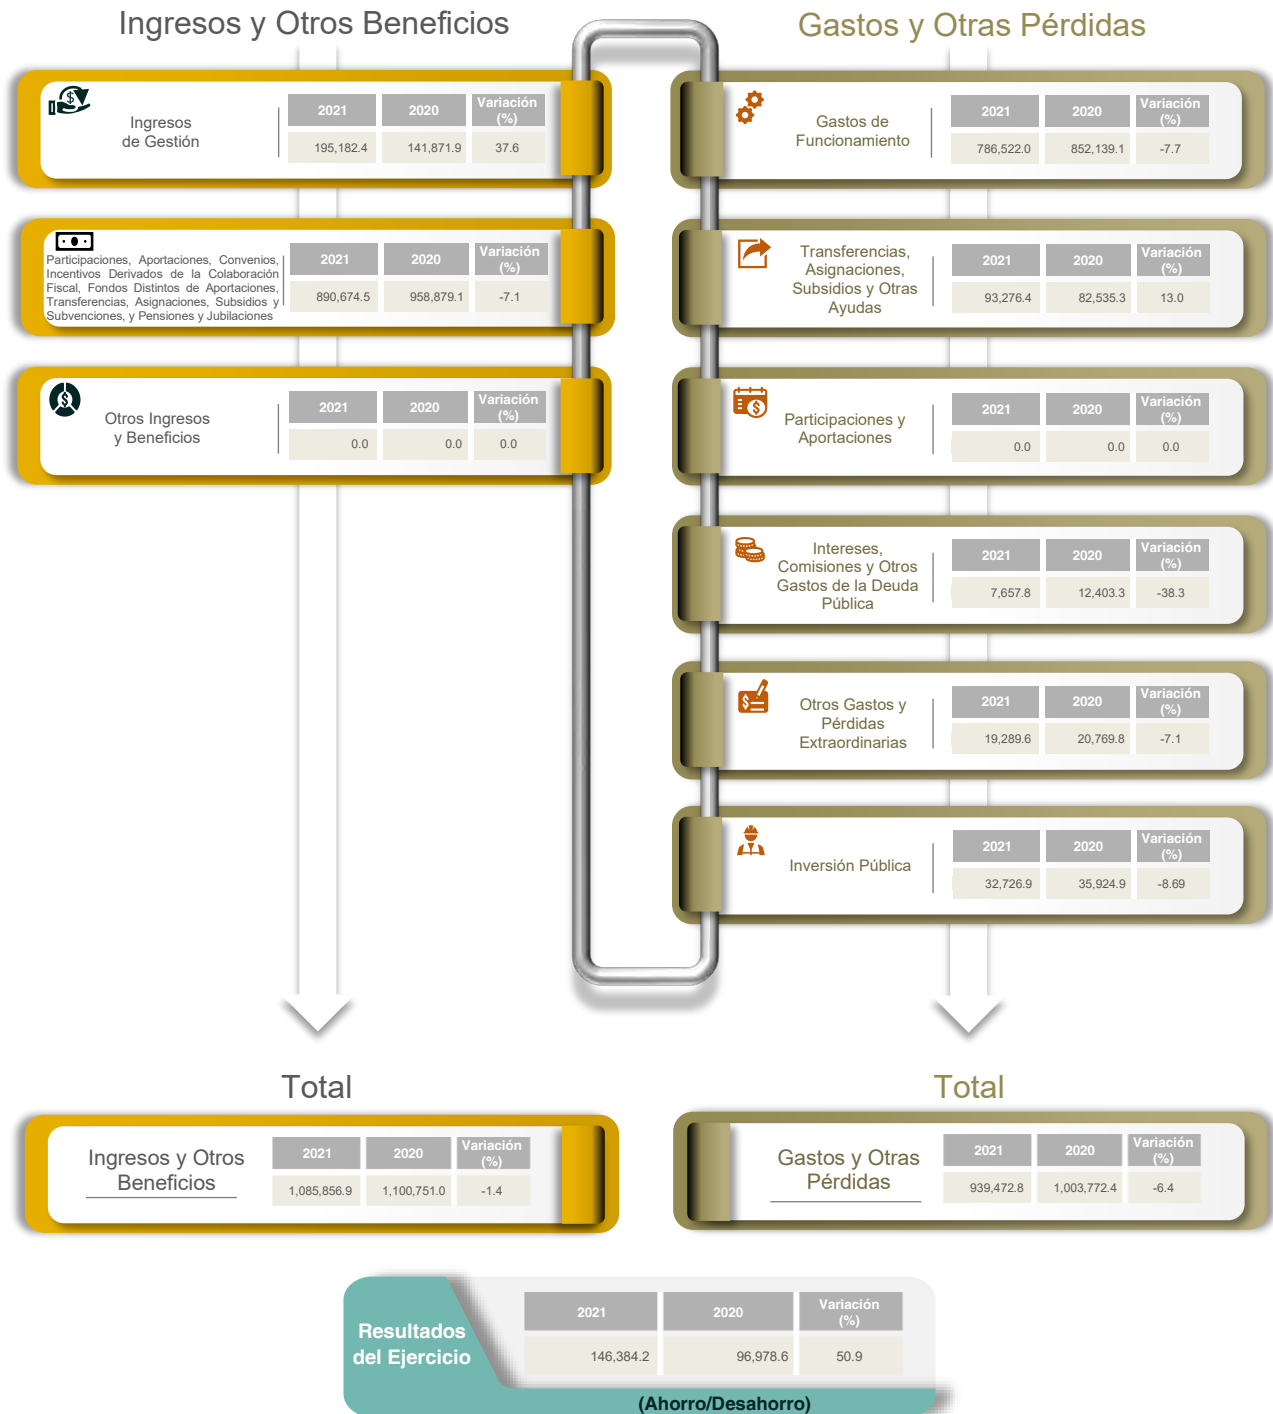 Ingresos y Otros Beneficios
Ingresos
de Gestión
2021 2020 Variación (%)
195,182.4 141,871.9 37.6
Participaciones, Aportaciones, Convenios,
Incentivos Derivados de la Colaboración
Fiscal, Fondos Distintos de Aportaciones,
Transferencias, Asignaciones, Subsidios y
Subvenciones, y Pensiones y Jubilaciones
2021 2020 Variación (%)
890,674.5 958,879.1 -7.1
Otros Ingresos
y Beneficios
2021 2020 Variación (%)
0.0 0.0 0.0
Gastos y Otras Pérdidas
Gastos de
Funcionamiento
2021 2020 Variación (%)
786,522.0 852,139.1 -7.7
Transferencias,
Asignaciones,
Subsidios y Otras
Ayudas
2021 2020 Variación (%)
93,276.4 82,535.3 13.0
Participaciones y
Aportaciones
2021 2020 Variación (%)
0.0 0.0 0.0
Intereses,
Comisiones y Otros
Gastos de la Deuda
Pública
2021 2020 Variación (%)
7,657.8 12,403.3 -38.3
Otros Gastos y
Pérdidas
Extraordinarias
2021 2020 Variación (%)
19,289.6 20,769.8 -7.1
Inversión Pública
2021 2020 Variación (%)
32,726.9 35,924.9 -8.69
Total
Ingresos y Otros
Beneficios
2021 2020 Variación (%)
1,085,856.9 1,100,751.0 -1.4
Total
Gastos y Otras
Pérdidas
2021 2020 Variación (%)
939,472.8 1,003,772.4 -6.4
Resultados
del Ejercicio
2021 2020 Variación (%)
146,384.2 96,978.6 50.9
(Ahorro/Desahorro)